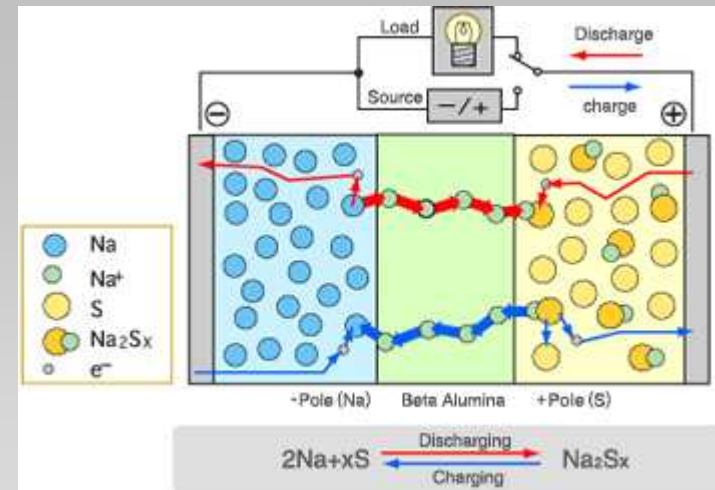 Load
Discharge
Source
−/+
charge
⊖
⊕
Na
Na⁺
S
Na₂Sx
e⁻
-Pole (Na) Beta Alumina +Pole (S)
Discharging
2Na+xS Na₂Sx
Charging